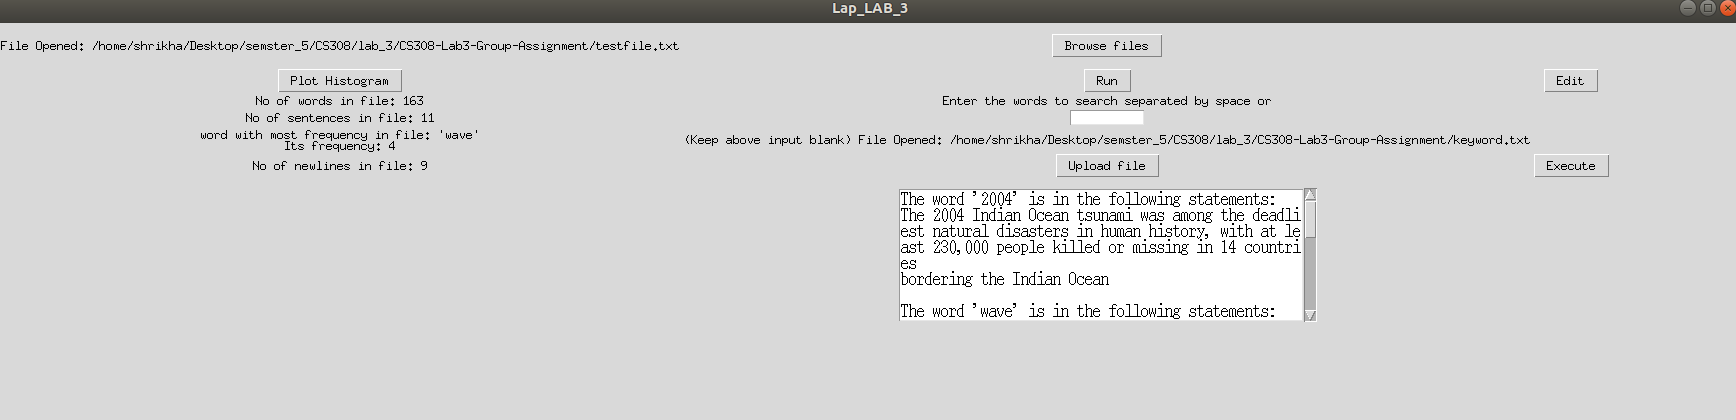 Lap_LAB_3
File Opened: /home/shrikha/Desktop/semster_5/CS308/lab_3/CS308-Lab3-Group-Assignment/testfile.txt
Browse files
Plot Histogram
Run
Edit
No of words in file: 163
Enter the words to search separated by space or
No of sentences in file: 11
word with most frequency in file: 'wave'
Its frequency: 4
(Keep above input blank) File Opened: /home/shrikha/Desktop/semster_5/CS308/lab_3/CS308-Lab3-Group-Assignment/keyword.txt
No of newlines in file: 9
Upload file
Execute
The word '2004' is in the following statements:
The 2004 Indian Ocean tsunami was among the deadli
est natural disasters in human history, with at le
ast 230,000 people killed or missing in 14 countri
es
bordering the Indian Ocean
The word 'wave' is in the following statements: